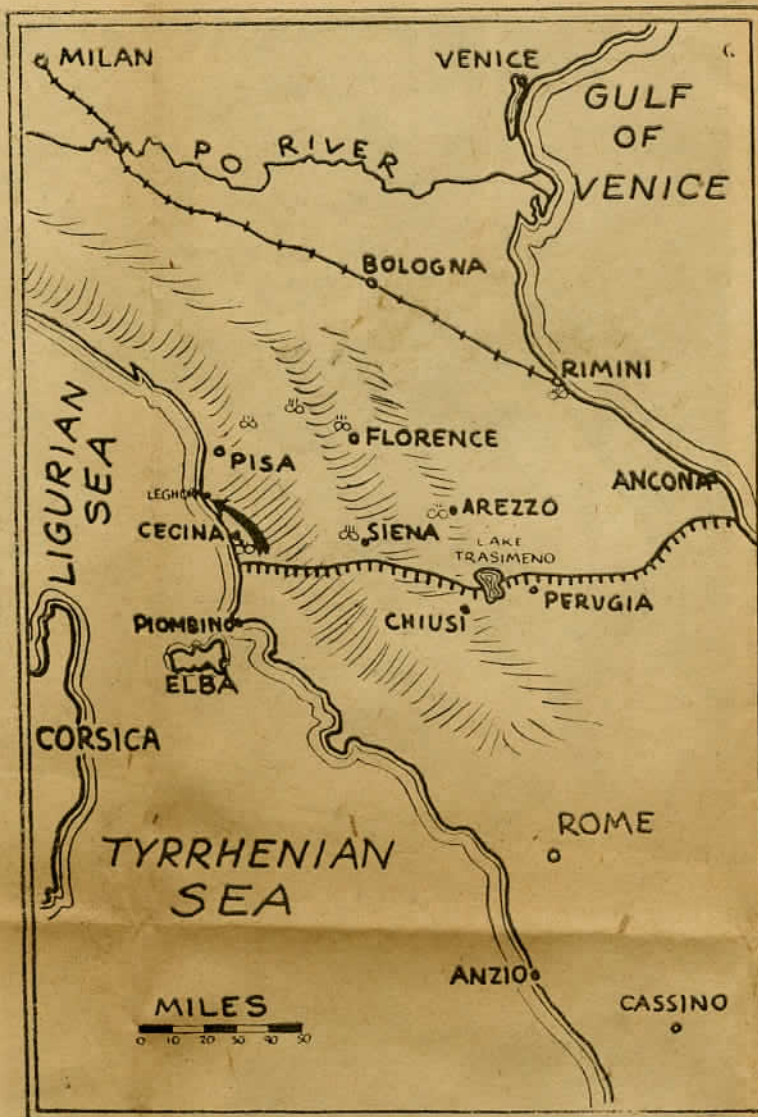 MILAN
VENICE
GULF
OF
VENICE
PO RIVER
BOLOGNA
RIMINI
LIGURIAN
SEA
PISA
FLORENCE
LEGHORN
ANCONA
CECINA
SIENA
AREZZO
LAKE
TRASIMENO
PIOMBINO
CHIUSI
PERUGIA
ELBA
CORSICA
ROME
TYRRHENIAN
SEA
ANZIO
CASSINO
MILES
0 10 20 30 40 50